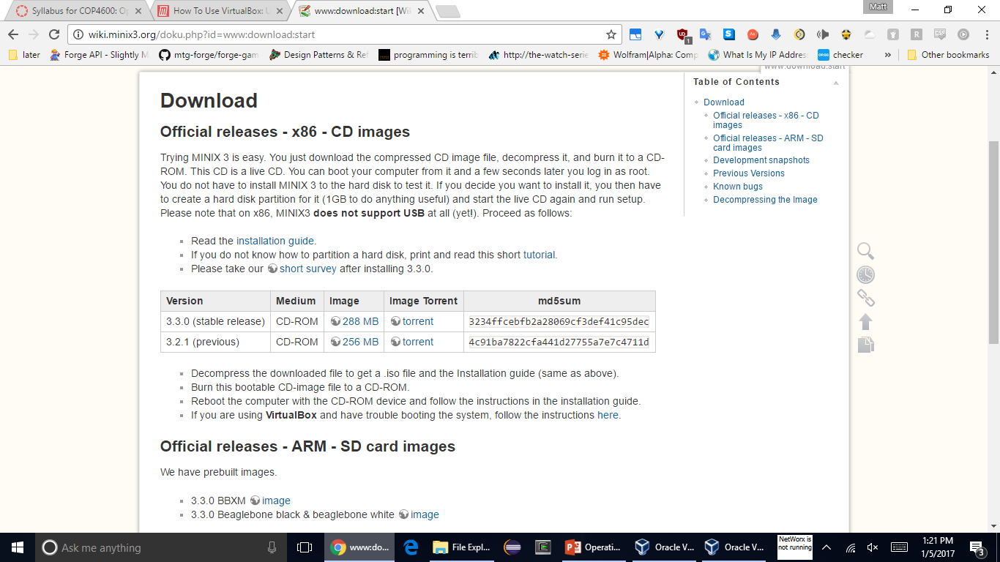 Syllabus for COP4600: Op
How To Use VirtualBox: U
www:download:start [Wi
Matt
wiki.minix3.org/doku.php?id=www:download:start
1
later
Forge API - Slightly M
mtg-forge/forge-gam
Design Patterns & Ref
programming is terrib
http://the-watch-serie
Wolfram|Alpha: Comp
What Is My IP Address
checker
»
Other bookmarks
www:download:start
Table of Contents
Download
Official releases - x86 - CD
images
Official releases - ARM - SD
card images
Development snapshots
Previous Versions
Known bugs
Decompressing the Image
Download
Official releases - x86 - CD images
Trying MINIX 3 is easy. You just download the compressed CD image file, decompress it, and burn it to a CD-
ROM. This CD is a live CD. You can boot your computer from it and a few seconds later you log in as root.
You do not have to install MINIX 3 to the hard disk to test it. If you decide you want to install it, you then have
to create a hard disk partition for it (1GB to do anything useful) and start the live CD again and run setup.
Please note that on x86, MINIX3 does not support USB at all (yet!). Proceed as follows:
Read the installation guide.
If you do not know how to partition a hard disk, print and read this short tutorial.
Please take our short survey after installing 3.3.0.
Version Medium Image Image Torrent md5sum
3.3.0 (stable release) CD-ROM 288 MB torrent 3234ffcebfb2a28069cf3def41c95dec
3.2.1 (previous) CD-ROM 256 MB torrent 4c91ba7822cfa441d27755a7e7c4711d
Decompress the downloaded file to get a .iso file and the Installation guide (same as above).
Burn this bootable CD-image file to a CD-ROM.
Reboot the computer with the CD-ROM device and follow the instructions in the installation guide.
If you are using VirtualBox and have trouble booting the system, follow the instructions here.
Official releases - ARM - SD card images
We have prebuilt images.
3.3.0 BBXM image
3.3.0 Beaglebone black & beaglebone white image
Ask me anything
www:do...
File Expl...
Operati...
Oracle V...
Oracle V...
NetWorx is
not running
1:21 PM
1/5/2017
3